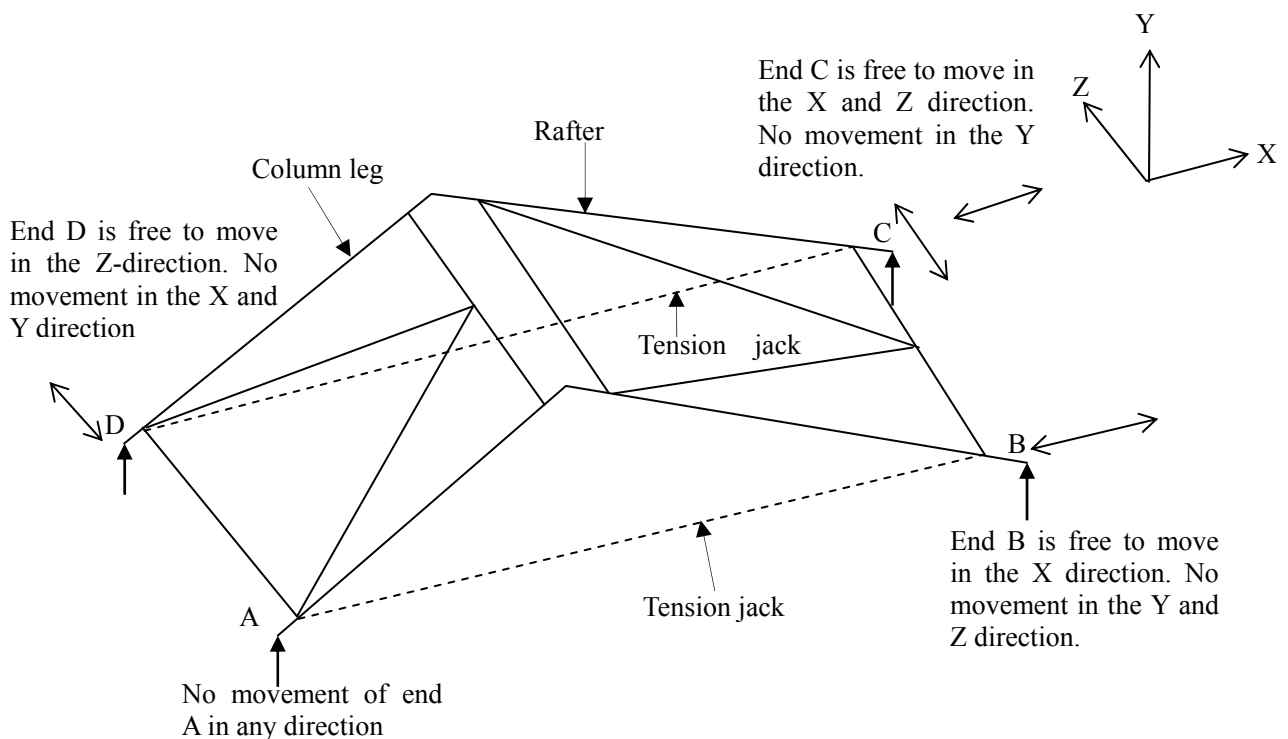 Y
End C is free to move in
the X and Z direction.
No movement in the Y
direction.
Z
X
Rafter
Column leg
C
End D is free to move
in the Z-direction. No
movement in the X and
Y direction
Tension jack
D
B
End B is free to move
in the X direction. No
movement in the Y and
Z direction.
Tension jack
A
No movement of end
A in any direction